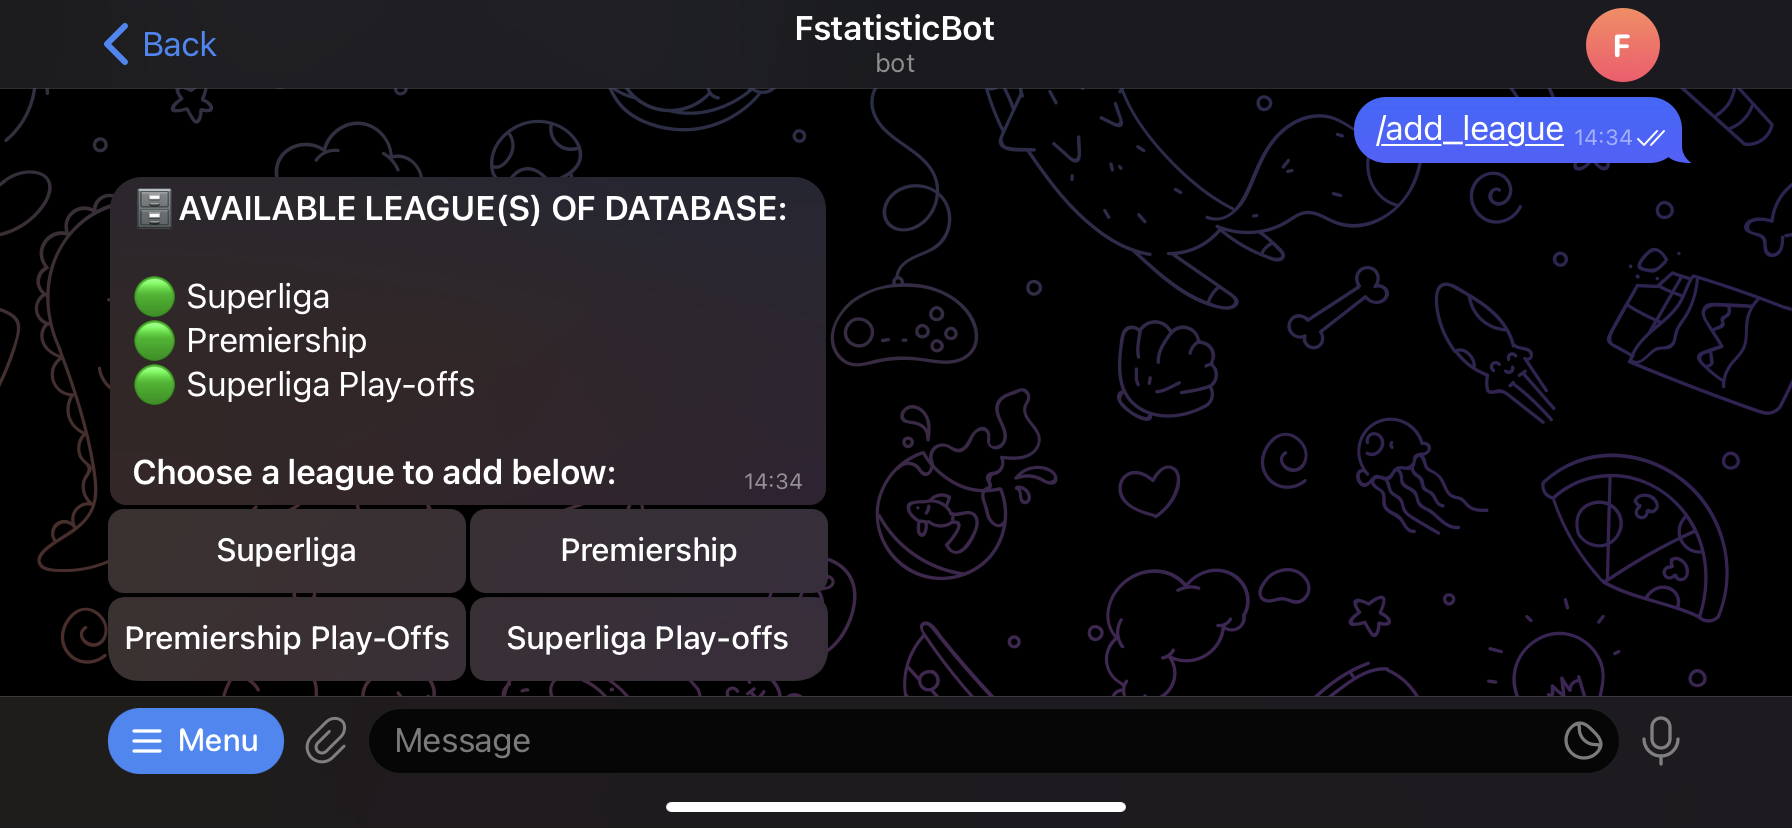 Back
FstatisticBot
bot
F
/add_league 14:34
🗄AVAILABLE LEAGUE(S) OF DATABASE:
🟢 Superliga
🟢 Premiership
🟢 Superliga Play-offs
Choose a league to add below: 14:34
Superliga Premiership
Premiership Play-Offs Superliga Play-offs
Menu Message